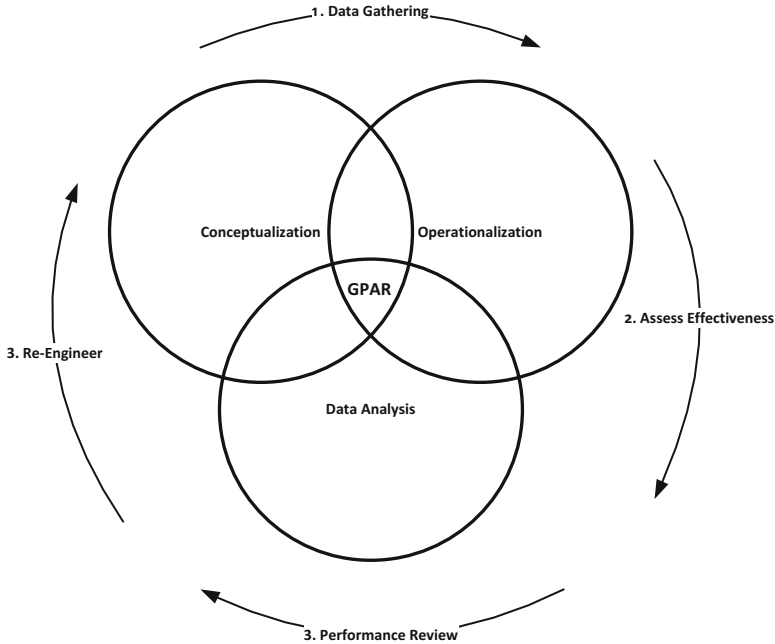 1. Data Gathering
Conceptualization
Operationalization
GPAR
2. Assess Effectiveness
3. Re-Engineer
Data Analysis
3. Performance Review